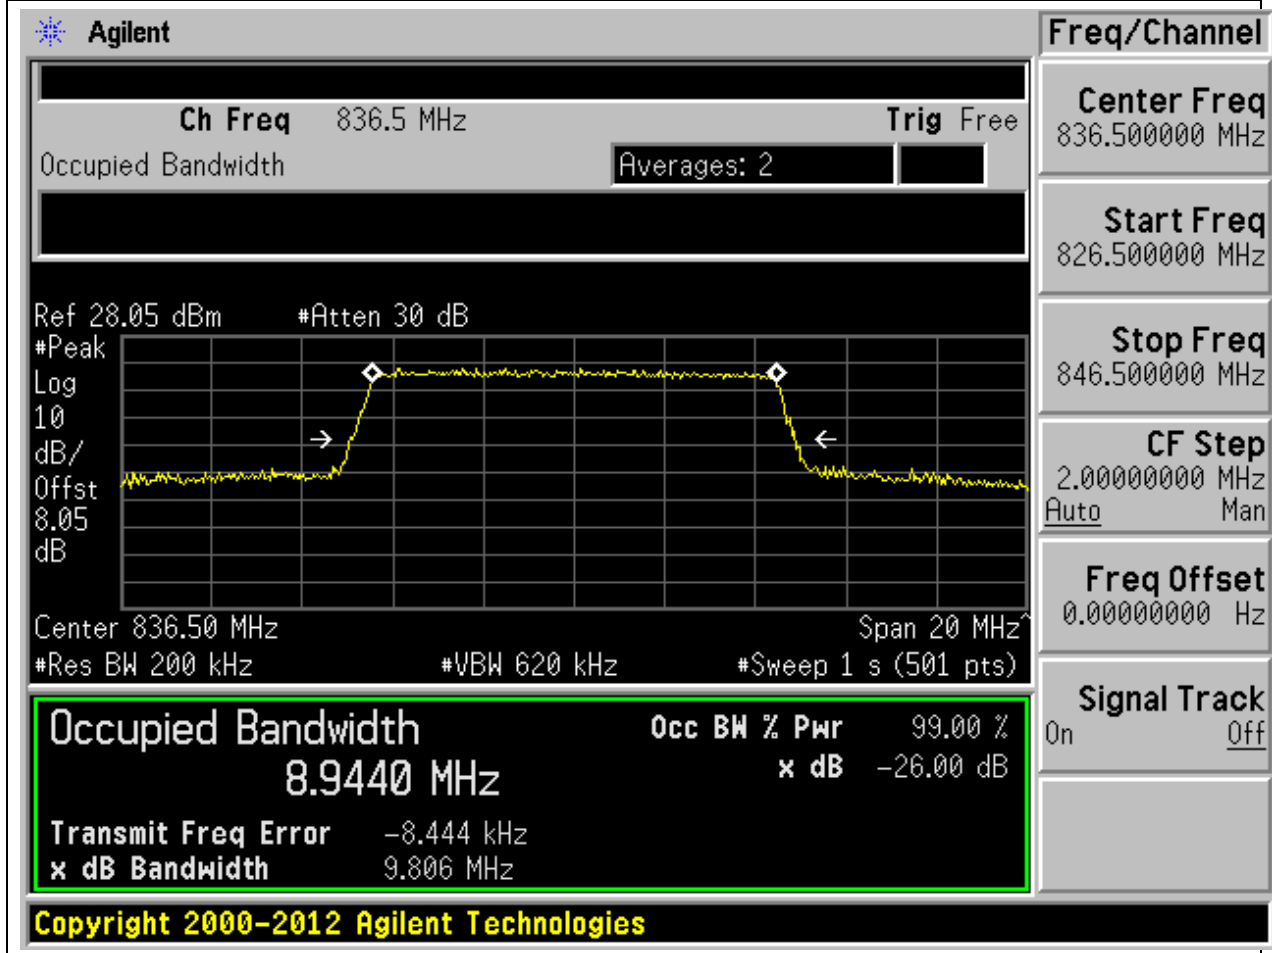 Agilent
Freq/Channel
Ch Freq 836.5 MHz Trig Free
Occupied Bandwidth Averages: 2
Center Freq
836.500000 MHz
Start Freq
826.500000 MHz
Stop Freq
846.500000 MHz
CF Step
2.00000000 MHz
Auto Man
Freq Offset
0.00000000 Hz
Signal Track
On Off
Ref 28.05 dBm #Atten 30 dB
#Peak
Log
10
dB/
Offst
8.05
dB
Center 836.50 MHz Span 20 MHz^
#Res BW 200 kHz #VBW 620 kHz #Sweep 1 s (501 pts)
Occupied Bandwidth Occ BW % Pwr 99.00 %
8.9440 MHz x dB -26.00 dB
Transmit Freq Error -8.444 kHz
x dB Bandwidth 9.806 MHz
Copyright 2000-2012 Agilent Technologies